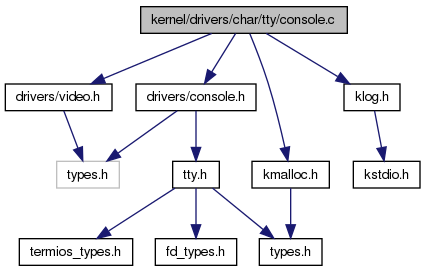 kernel/drivers/char/tty/console.c
drivers/video.h
drivers/console.h
klog.h
types.h
tty.h
kmalloc.h
kstdio.h
termios_types.h
fd_types.h
types.h